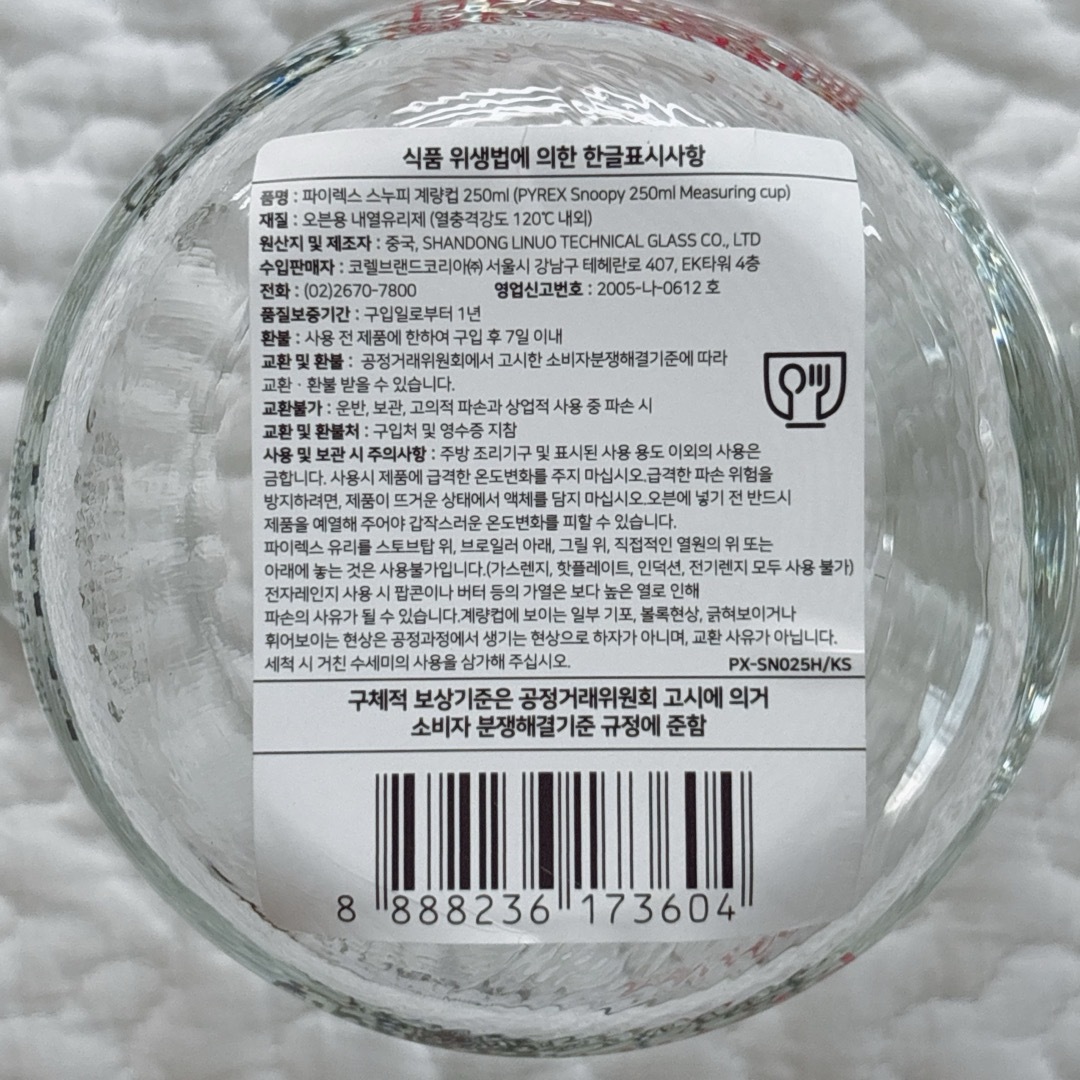 식품 위생법에 의한 한글표시사항
품명 : 파이렉스 스누피 계량컵 250ml (PYREX Snoopy 250ml Measuring cup)
재질 : 오븐용 내열유리제 (열충격강도 120℃ 내외)
원산지 및 제조자 : 중국, SHANDONG LINUO TECHNICAL GLASS CO., LTD
수입판매자 : 코렐브랜드코리아㈜ 서울시 강남구 테헤란로 407, EK타워 4층
전화 : (02)2670-7800 영업신고번호 : 2005-나-0612 호
품질보증기간 : 구입일로부터 1년
환불 : 사용 전 제품에 한하여 구입 후 7일 이내
교환 및 환불 : 공정거래위원회에서 고시한 소비자분쟁해결기준에 따라
교환 · 환불 받을 수 있습니다.
교환불가 : 운반, 보관, 고의적 파손과 상업적 사용 중 파손 시
교환 및 환불처 : 구입처 및 영수증 지참
사용 및 보관 시 주의사항 : 주방 조리기구 및 표시된 사용 용도 이외의 사용은
금합니다. 사용시 제품에 급격한 온도변화를 주지 마십시오.급격한 파손 위험을
방지하려면, 제품이 뜨거운 상태에서 액체를 담지 마십시오.오븐에 넣기 전 반드시
제품을 예열해 주어야 갑작스러운 온도변화를 피할 수 있습니다.
파이렉스 유리를 스토브탑 위, 브로일러 아래, 그릴 위, 직접적인 열원의 위 또는
아래에 놓는 것은 사용불가입니다.(가스렌지, 핫플레이트, 인덕션, 전기렌지 모두 사용 불가)
전자레인지 사용 시 팝콘이나 버터 등의 가열은 보다 높은 열로 인해
파손의 사유가 될 수 있습니다.계량컵에 보이는 일부 기포, 볼록현상, 긁혀보이거나
휘어보이는 현상은 공정과정에서 생기는 현상으로 하자가 아니며, 교환 사유가 아닙니다.
세척 시 거친 수세미의 사용을 삼가해 주십시오. PX-SN025H/KS
구체적 보상기준은 공정거래위원회 고시에 의거
소비자 분쟁해결기준 규정에 준함
8 888236 173604